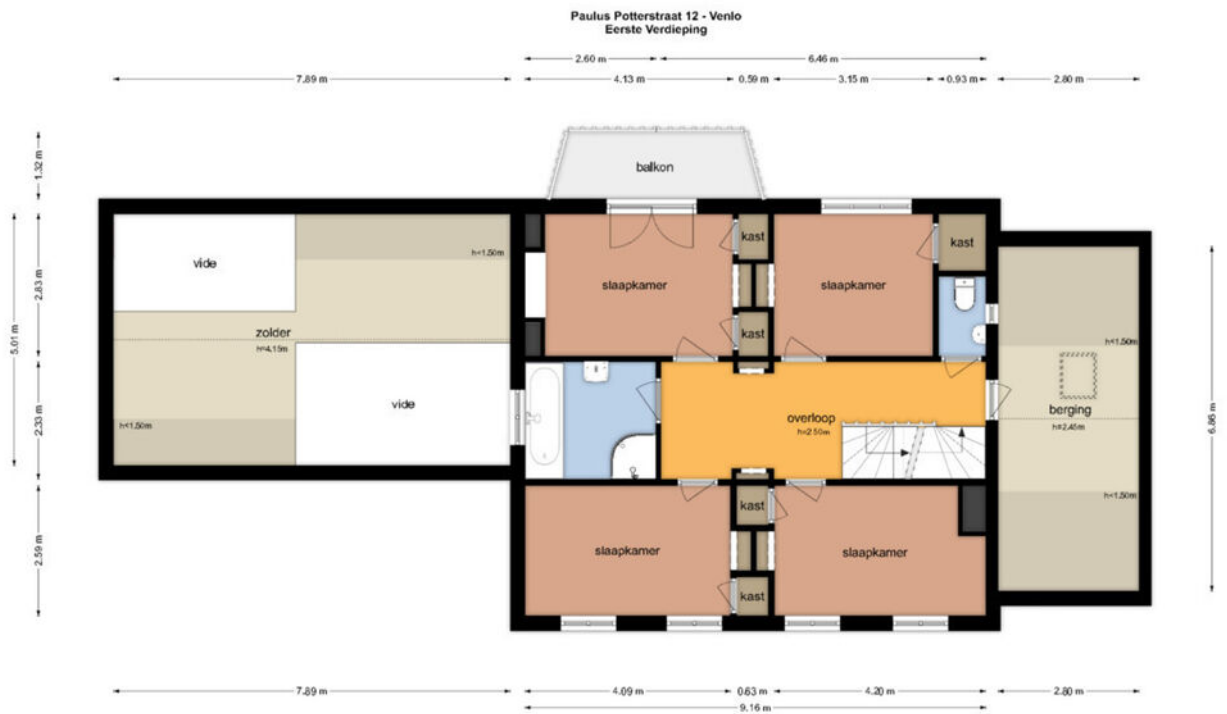 Paulus Potterstraat 12 - Venlo
Eerste Verdieping
2.60 m
6.46 m
7.89 m
4.13 m
0.59 m
3.15 m
0.93 m
2.80 m
1.32 m
balkon
5.01 m
2.83 m
vide
h<1.50m
kast
kast
slaapkamer
slaapkamer
zolder
h=4.15m
kast
h<1.50m
2.33 m
vide
h<1.50m
overloop
h=2.50m
berging
h=2.45m
6.86 m
h<1.50m
kast
2.59 m
slaapkamer
slaapkamer
kast
7.89 m
4.09 m
0.63 m
4.20 m
2.80 m
9.16 m